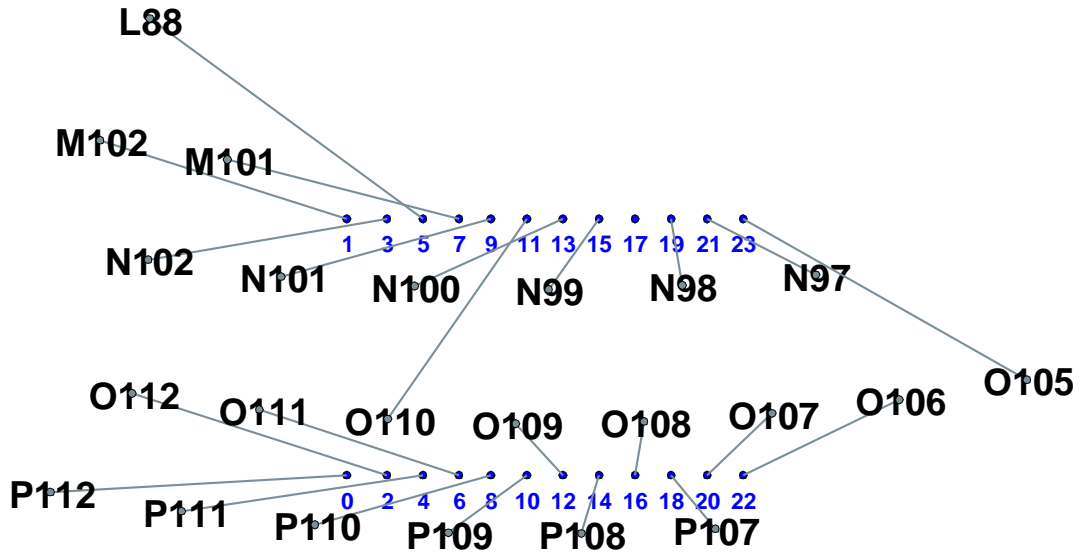 L88
M102
M101
1 3 5 7 9 11 13 15 17 19 21 23
N102 N101 N100 N99 N98 N97
O112 O111 O110 O109 O108 O107 O106 O105
0 2 4 6 8 10 12 14 16 18 20 22
P112 P111 P110 P109 P108 P107